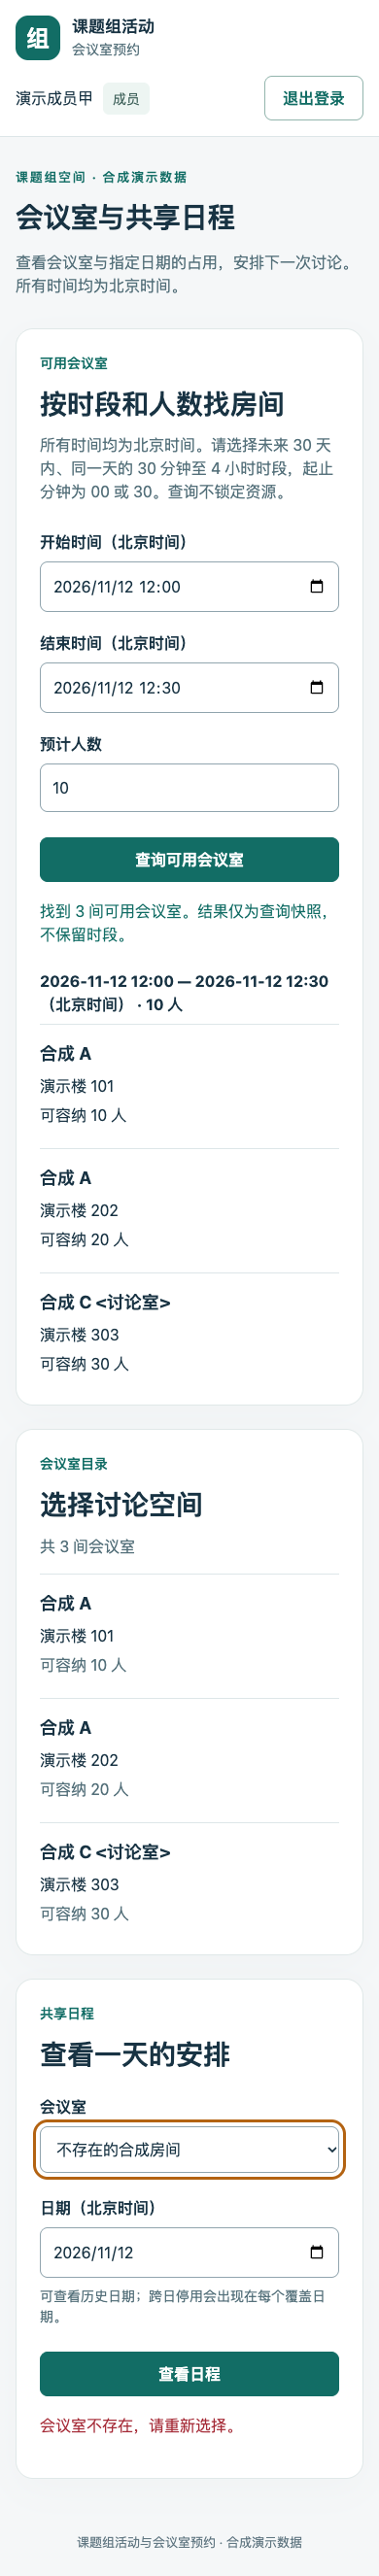 组
课题组活动
会议室预约
演示成员甲
成员
退出登录
课题组空间 · 合成演示数据
会议室与共享日程
查看会议室与指定日期的占用，安排下一次讨论。
所有时间均为北京时间。
可用会议室
按时段和人数找房间
所有时间均为北京时间。请选择未来 30 天
内、同一天的 30 分钟至 4 小时时段，起止
分钟为 00 或 30。查询不锁定资源。
开始时间（北京时间）
2026/11/12 12:00
结束时间（北京时间）
2026/11/12 12:30
预计人数
10
查询可用会议室
找到 3 间可用会议室。结果仅为查询快照，
不保留时段。
2026-11-12 12:00 — 2026-11-12 12:30
（北京时间） · 10 人
合成 A
演示楼 101
可容纳 10 人
合成 A
演示楼 202
可容纳 20 人
合成 C <讨论室>
演示楼 303
可容纳 30 人
会议室目录
选择讨论空间
共 3 间会议室
合成 A
演示楼 101
可容纳 10 人
合成 A
演示楼 202
可容纳 20 人
合成 C <讨论室>
演示楼 303
可容纳 30 人
共享日程
查看一天的安排
会议室
不存在的合成房间
日期（北京时间）
2026/11/12
可查看历史日期；跨日停用会出现在每个覆盖日
期。
查看日程
会议室不存在，请重新选择。
课题组活动与会议室预约 · 合成演示数据